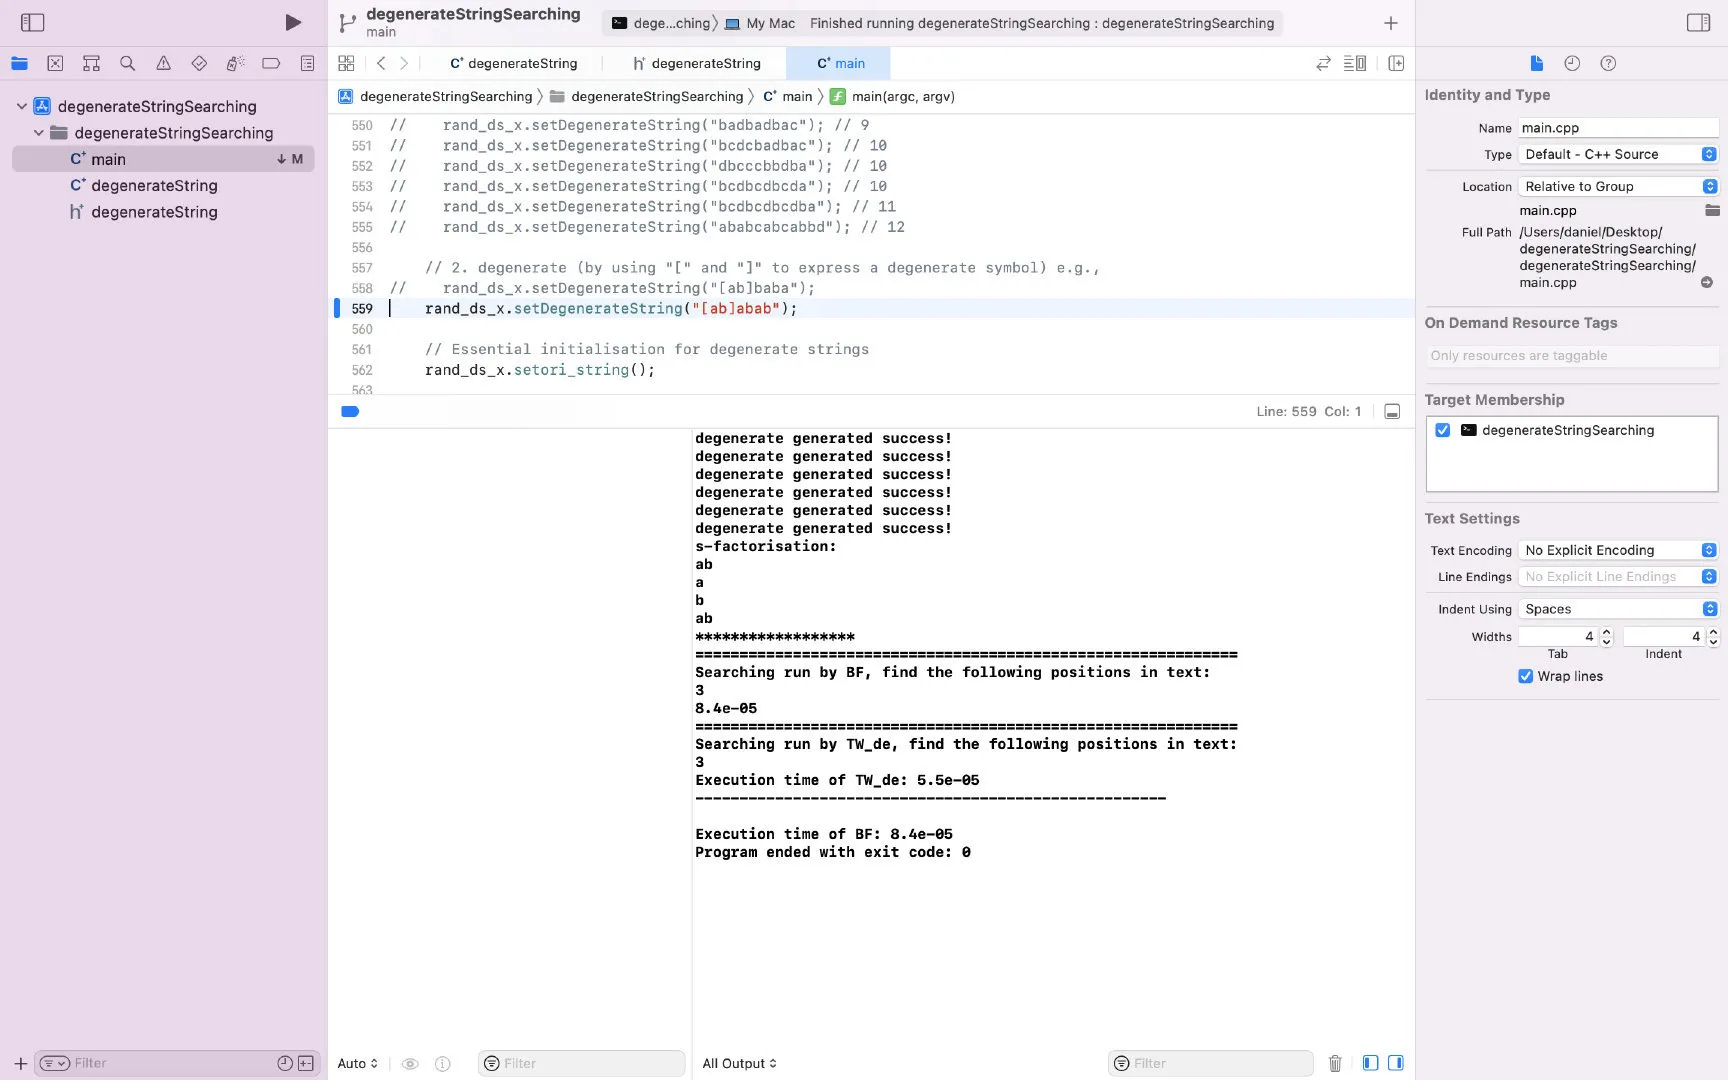 degenerateStringSearching
main
dege...ching
My Mac
Finished running degenerateStringSearching : degenerateStringSearching
degenerateString
degenerateString
main
degenerateStringSearching
degenerateStringSearching
main
main(argc, argv)
degenerateStringSearching
degenerateStringSearching
main
M
degenerateString
degenerateString
550 // rand_ds_x.setDegenerateString("badbadbac"); // 9
551 // rand_ds_x.setDegenerateString("bcdcbadbac"); // 10
552 // rand_ds_x.setDegenerateString("dbcccbbdba"); // 10
553 // rand_ds_x.setDegenerateString("bcdbcdbcda"); // 10
554 // rand_ds_x.setDegenerateString("bcdbcdbcdba"); // 11
555 // rand_ds_x.setDegenerateString("ababcabcabbd"); // 12
556
557 // 2. degenerate (by using "[" and "]" to express a degenerate symbol) e.g.,
558 // rand_ds_x.setDegenerateString("[ab]baba");
559 rand_ds_x.setDegenerateString("[ab]abab");
560
561 // Essential initialisation for degenerate strings
562 rand_ds_x.setori_string();
563
Line: 559 Col: 1
degenerate generated success!
degenerate generated success!
degenerate generated success!
degenerate generated success!
degenerate generated success!
degenerate generated success!
s-factorisation:
ab
a
b
ab
******************
=============================================================
Searching run by BF, find the following positions in text:
3
8.4e-05
=============================================================
Searching run by TW_de, find the following positions in text:
3
Execution time of TW_de: 5.5e-05
-----------------------------------------------------
Execution time of BF: 8.4e-05
Program ended with exit code: 0
Filter
Auto
Filter
All Output
Filter
Identity and Type
Name main.cpp
Type Default - C++ Source
Location Relative to Group
main.cpp
Full Path /Users/daniel/Desktop/
degenerateStringSearching/
degenerateStringSearching/
main.cpp
On Demand Resource Tags
Only resources are taggable
Target Membership
degenerateStringSearching
Text Settings
Text Encoding No Explicit Encoding
Line Endings No Explicit Line Endings
Indent Using Spaces
Widths 4 4
Tab Indent
Wrap lines